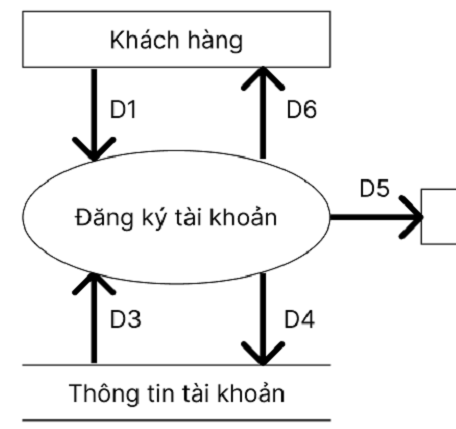 Khách hàng
D1
D6
D5
Đăng ký tài khoản
D3
D4
Thông tin tài khoản